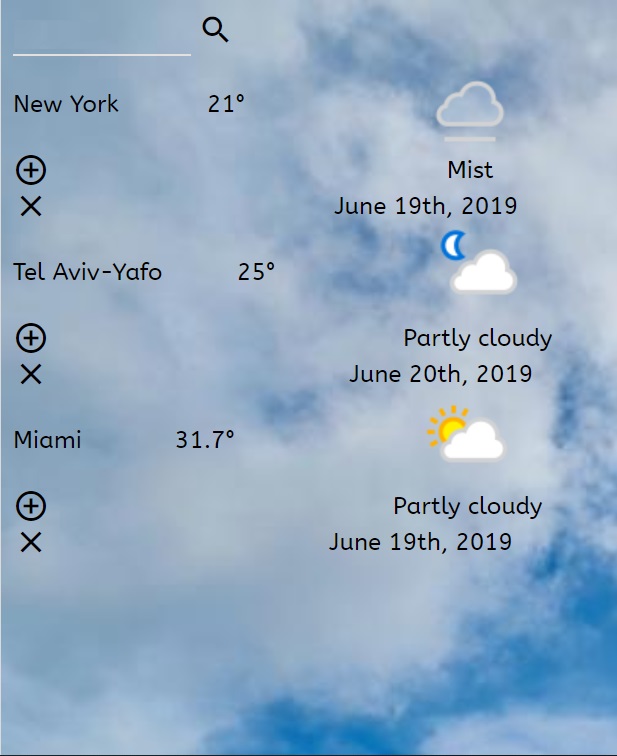 New York 21°
Mist
June 19th, 2019
Tel Aviv-Yafo 25°
Partly cloudy
June 20th, 2019
Miami 31.7°
Partly cloudy
June 19th, 2019